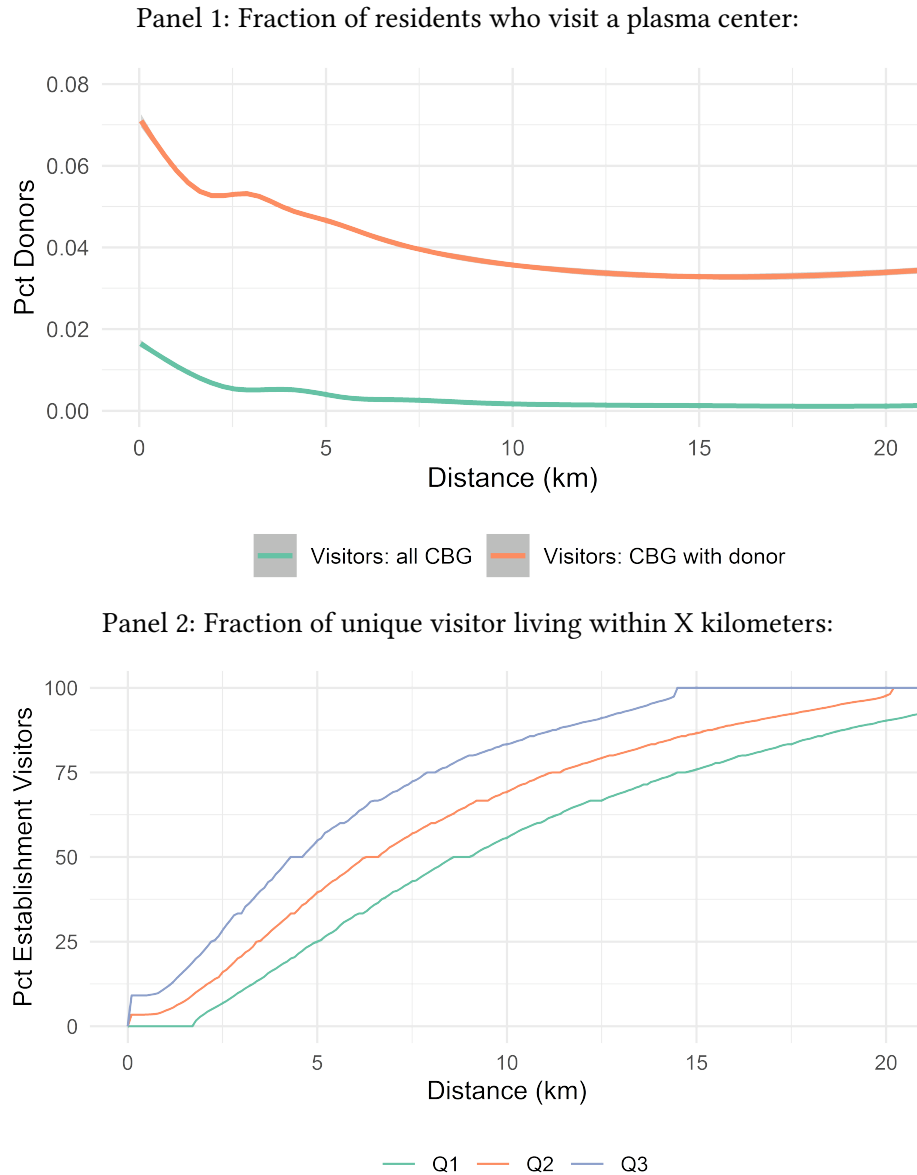 Panel 1: Fraction of residents who visit a plasma center:
0.08
0.06
0.04
0.02
0.00
Pct Donors
0 5 10 15 20
Distance (km)
Visitors: all CBG Visitors: CBG with donor
Panel 2: Fraction of unique visitor living within X kilometers:
100
75
50
25
0
Pct Establishment Visitors
0 5 10 15 20
Distance (km)
Q1 Q2 Q3